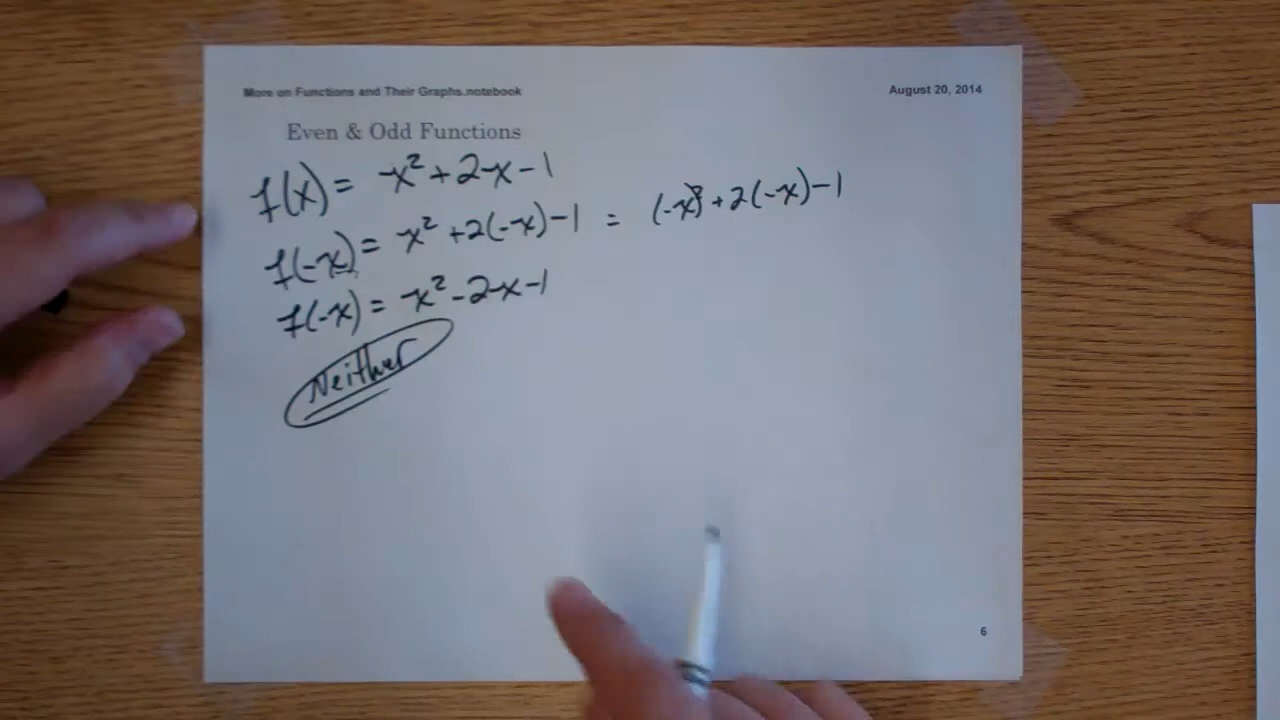 More on Functions and Their Graphs.notebook August 20, 2014
Even & Odd Functions
f(x) = x² + 2x - 1
f(-x) = x² + 2(-x) - 1 = (-x)² + 2(-x) - 1
f(-x) = x² - 2x - 1
Neither
6